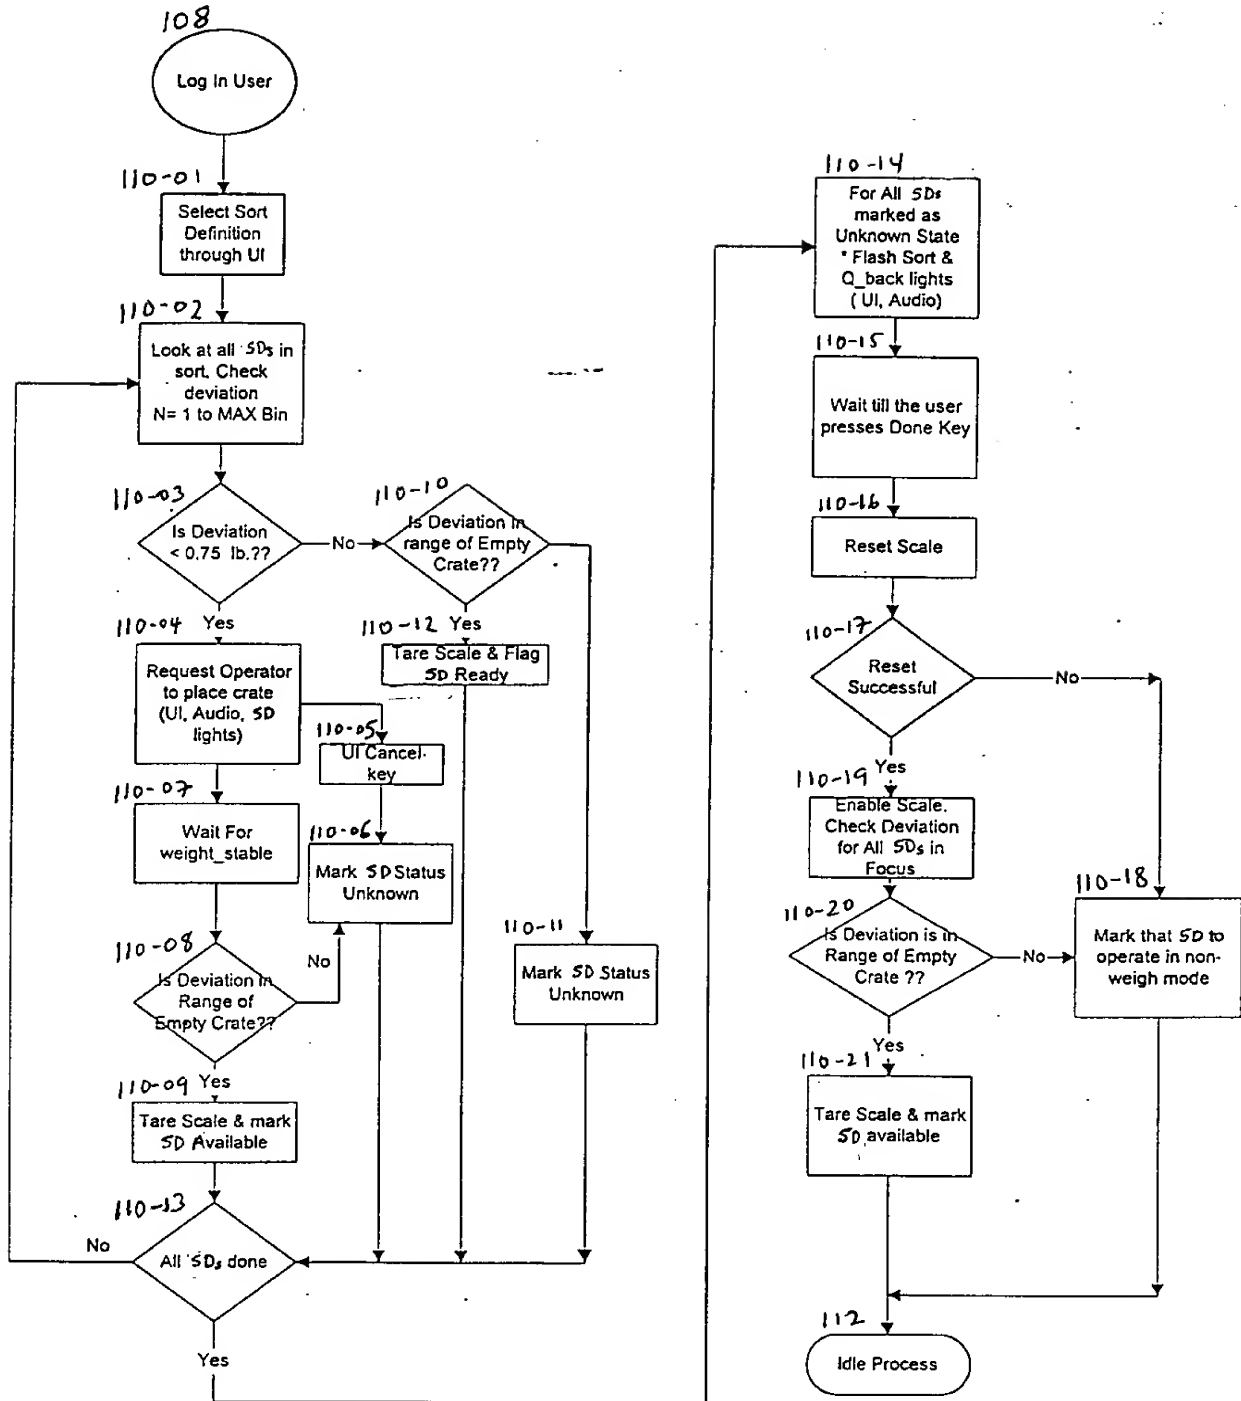 108
Log In User
110-01
Select Sort
Definition
through UI
110-02
Look at all SDs in
sort, Check
deviation
N= 1 to MAX Bin
110-03
Is Deviation
< 0.75 lb.??
No
110-10
Is Deviation in
range of Empty
Crate??
Yes
110-04
Request Operator
to place crate
(UI, Audio, SD
lights)
Yes
110-12
Tare Scale & Flag
SD Ready
110-05
UI Cancel
key
110-07
Wait For
weight_stable
110-06
Mark SD Status
Unknown
110-08
Is Deviation in
Range of
Empty Crate??
No
110-11
Mark SD Status
Unknown
Yes
110-09
Tare Scale & mark
SD Available
110-13
All SDs done
No
Yes
110-14
For All SDs
marked as
Unknown State
* Flash Sort &
Q_back lights
( UI, Audio)
110-15
Wait till the user
presses Done Key
110-16
Reset Scale
110-17
Reset
Successful
No
Yes
110-19
Enable Scale.
Check Deviation
for All SDs in
Focus
110-20
Is Deviation is in
Range of Empty
Crate ??
No
110-18
Mark that SD to
operate in non-
weigh mode
Yes
110-21
Tare Scale & mark
SD available
112
Idle Process